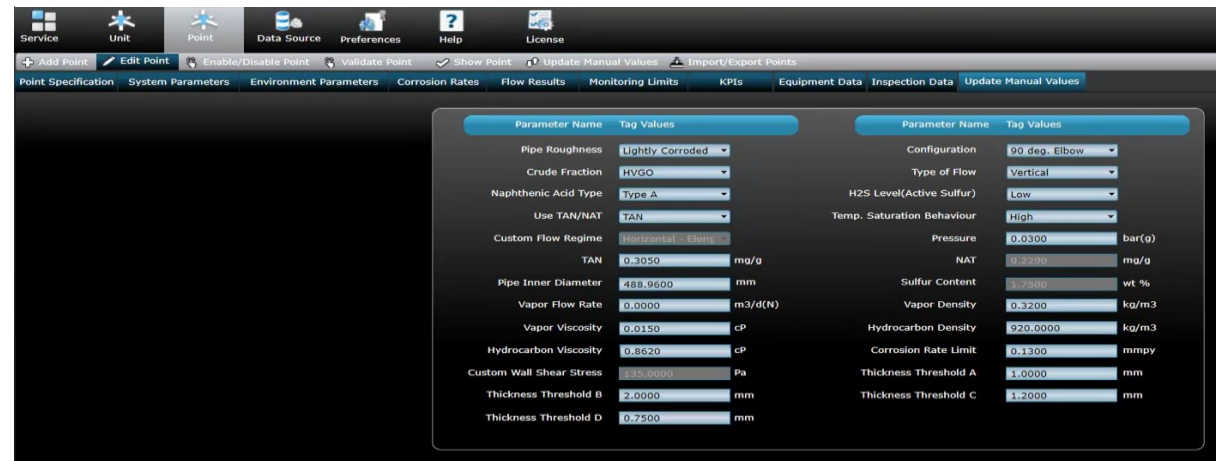 Service Unit Point Data Source Preferences Help License
Add Point Edit Point Enable/Disable Point Validate Point Show Point Update Manual Values Import/Export Points
Point Specification System Parameters Environment Parameters Corrosion Rates Flow Results Monitoring Limits KPIs Equipment Data Inspection Data Update Manual Values
Parameter Name Tag Values Parameter Name Tag Values
Pipe Roughness Lightly Corroded Configuration 90 deg. Elbow
Crude Fraction HVGO Type of Flow Vertical
Naphthenic Acid Type Type A H2S Level(Active Sulfur) Low
Use TAN/NAT TAN Temp. Saturation Behaviour High
Custom Flow Regime Horizontal - Elong Pressure 0.0300 bar(g)
TAN 0.3050 mg/g NAT 0.2200 mg/g
Pipe Inner Diameter 488.9600 mm Sulfur Content 1.7500 wt %
Vapor Flow Rate 0.0000 m3/d(N) Vapor Density 0.3200 kg/m3
Vapor Viscosity 0.0150 cP Hydrocarbon Density 920.0000 kg/m3
Hydrocarbon Viscosity 0.8620 cP Corrosion Rate Limit 0.1300 mmpy
Custom Wall Shear Stress 135.0000 Pa Thickness Threshold A 1.0000 mm
Thickness Threshold B 2.0000 mm Thickness Threshold C 1.2000 mm
Thickness Threshold D 0.7500 mm